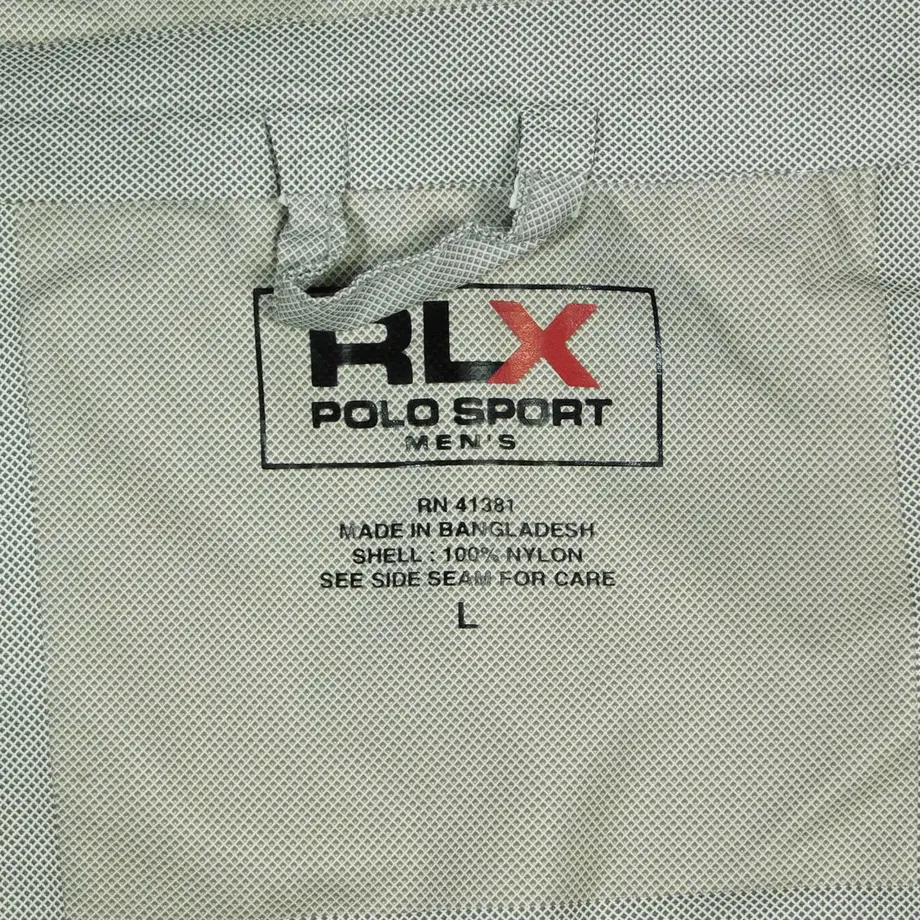 RLX
POLO SPORT
MEN'S
RN 41381
MADE IN BANGLADESH
SHELL : 100% NYLON
SEE SIDE SEAM FOR CARE
L